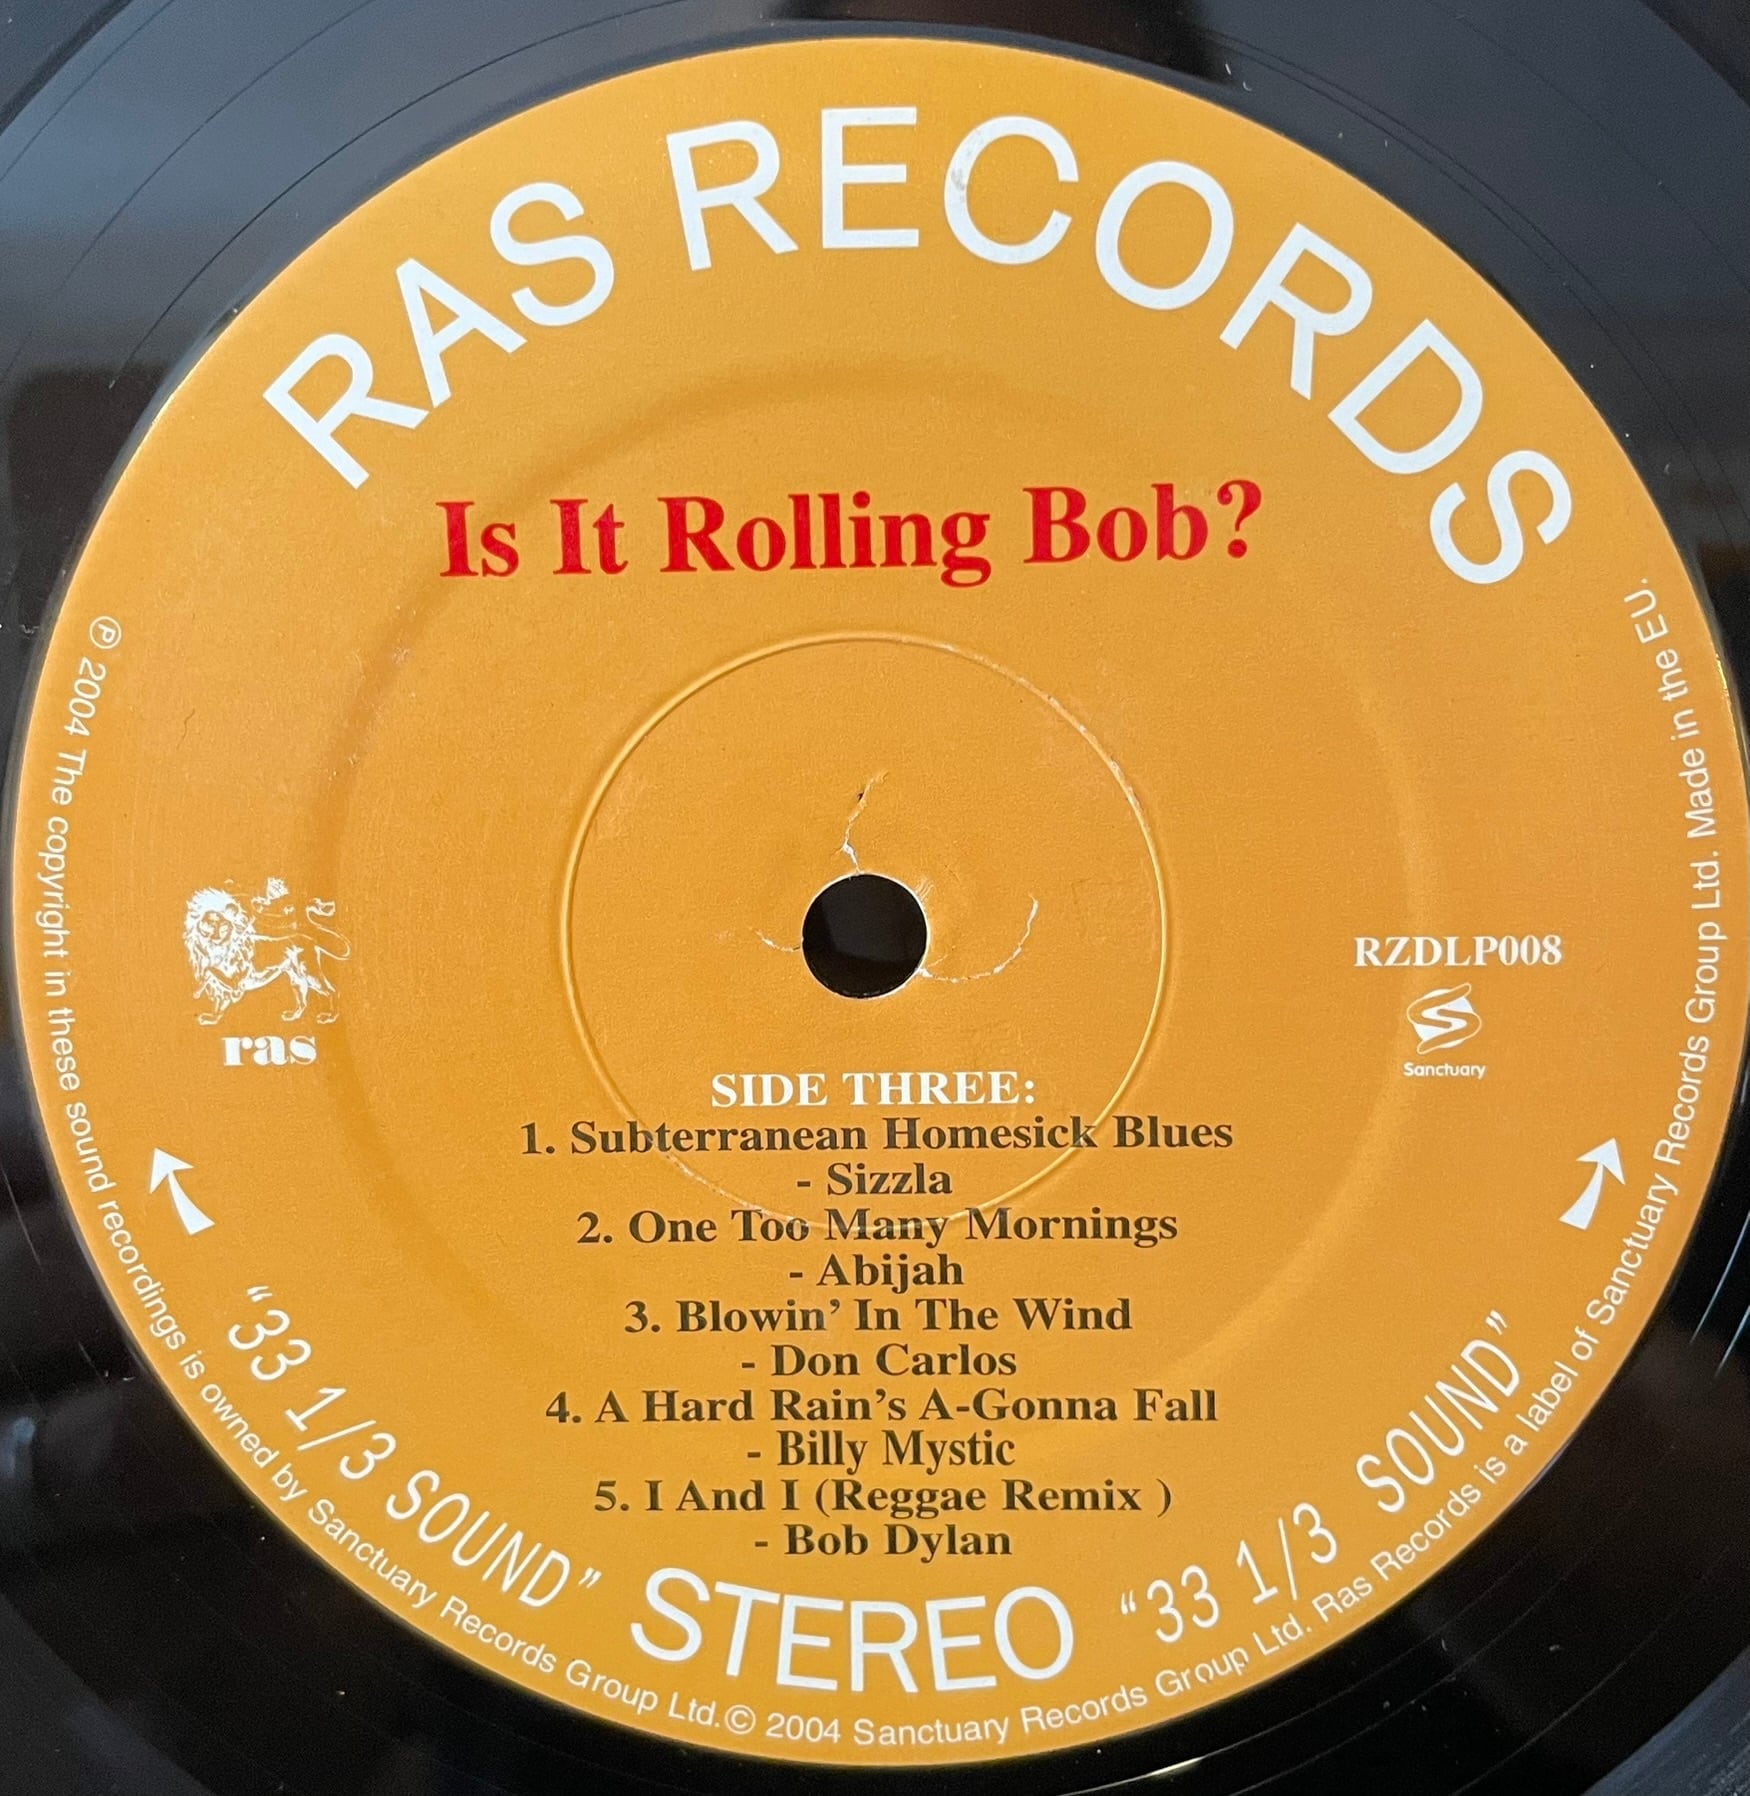 RAS RECORDS
Is It Rolling Bob?
ras
RZDLP008
Sanctuary
SIDE THREE:
1. Subterranean Homesick Blues
- Sizzla
2. One Too Many Mornings
- Abijah
3. Blowin’ In The Wind
- Don Carlos
4. A Hard Rain’s A-Gonna Fall
- Billy Mystic
5. I And I (Reggae Remix )
- Bob Dylan
“33 1/3 SOUND” STEREO “33 1/3 SOUND”
℗ 2004 The copyright in these sound recordings is owned by Sanctuary Records Group Ltd.© 2004 Sanctuary Records Group Ltd. Ras Records is a label of Sanctuary Records Group Ltd. Made in the EU.